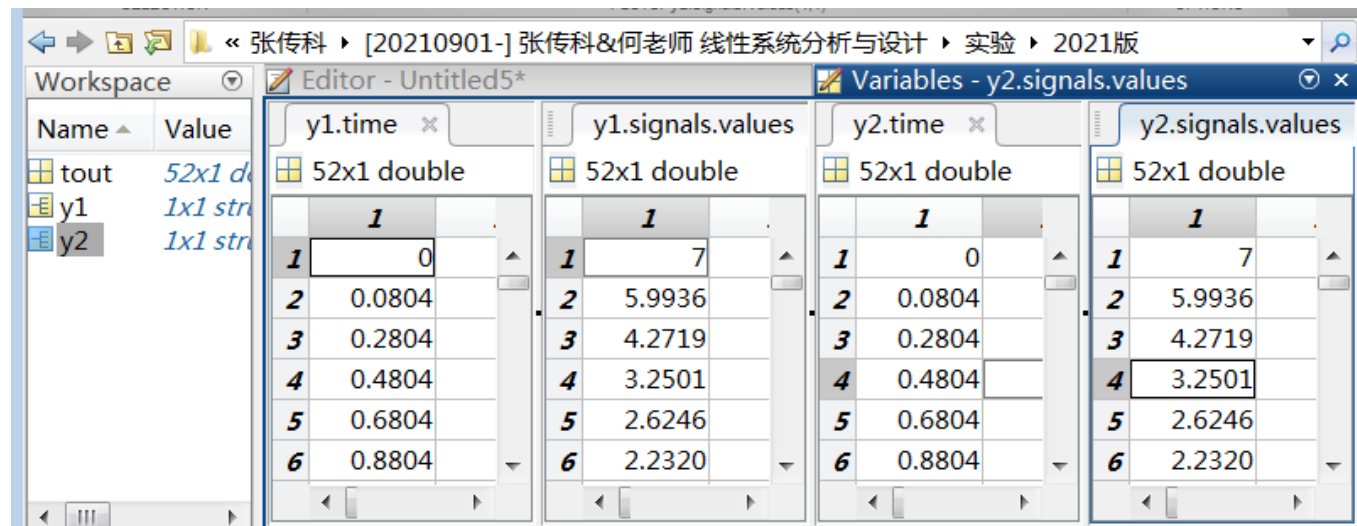 « 张传科 ▸ [20210901-] 张传科&何老师 线性系统分析与设计 ▸ 实验 ▸ 2021版
Workspace Editor - Untitled5* Variables - y2.signals.values
Name Value y1.time y1.signals.values y2.time y2.signals.values
tout 52x1 52x1 double 52x1 double 52x1 double 52x1 double
y1 1x1 1 1 1 1
y2 1x1 1 0 1 7 1 0 1 7
2 0.0804 2 5.9936 2 0.0804 2 5.9936
3 0.2804 3 4.2719 3 0.2804 3 4.2719
4 0.4804 4 3.2501 4 0.4804 4 3.2501
5 0.6804 5 2.6246 5 0.6804 5 2.6246
6 0.8804 6 2.2320 6 0.8804 6 2.2320